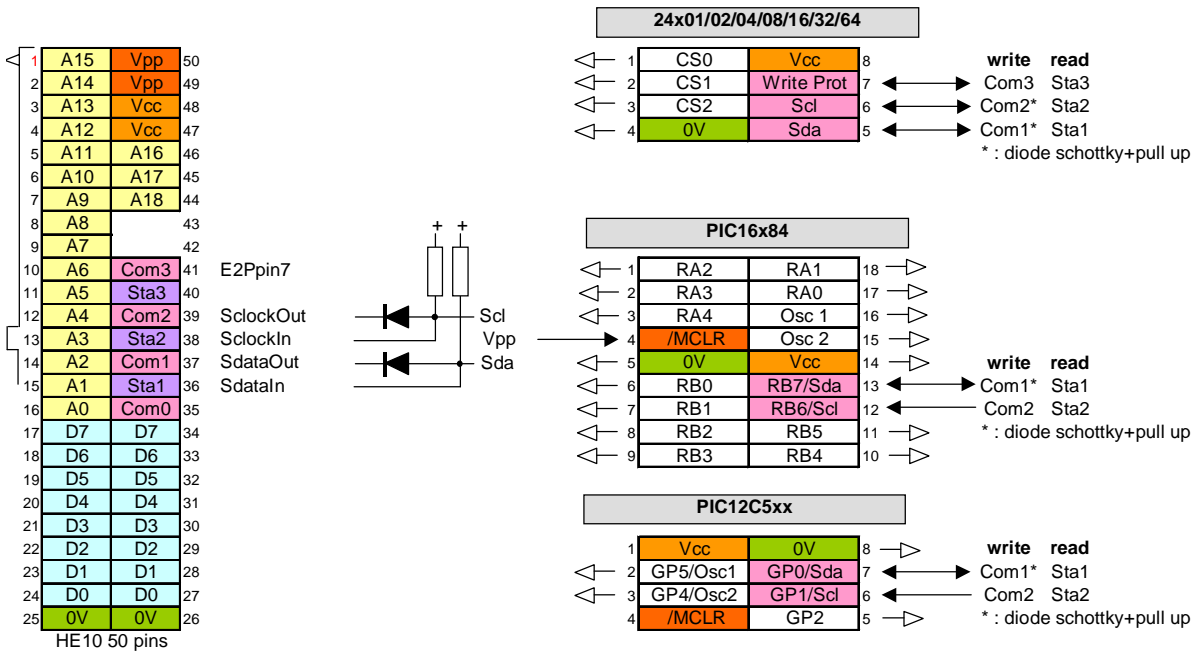 24x01/02/04/08/16/32/64
1 CS0 Vcc 8 write read
2 CS1 Write Prot 7 Com3 Sta3
3 CS2 Scl 6 Com2* Sta2
4 0V Sda 5 Com1* Sta1
* : diode schottky+pull up
1 A15 Vpp 50
2 A14 Vpp 49
3 A13 Vcc 48
4 A12 Vcc 47
5 A11 A16 46
6 A10 A17 45
7 A9 A18 44
8 A8 43
9 A7 42
10 A6 Com3 41 E2Ppin7
11 A5 Sta3 40
12 A4 Com2 39 SclockOut
13 A3 Sta2 38 SclockIn
14 A2 Com1 37 SdataOut
15 A1 Sta1 36 SdataIn
16 A0 Com0 35
17 D7 D7 34
18 D6 D6 33
19 D5 D5 32
20 D4 D4 31
21 D3 D3 30
22 D2 D2 29
23 D1 D1 28
24 D0 D0 27
25 0V 0V 26
HE10 50 pins
+ +
Scl
Vpp
Sda
PIC16x84
1 RA2 RA1 18
2 RA3 RA0 17
3 RA4 Osc 1 16
4 /MCLR Osc 2 15
5 0V Vcc 14 write read
6 RB0 RB7/Sda 13 Com1* Sta1
7 RB1 RB6/Scl 12 Com2 Sta2
8 RB2 RB5 11 * : diode schottky+pull up
9 RB3 RB4 10
PIC12C5xx
1 Vcc 0V 8 write read
2 GP5/Osc1 GP0/Sda 7 Com1* Sta1
3 GP4/Osc2 GP1/Scl 6 Com2 Sta2
4 /MCLR GP2 5 * : diode schottky+pull up